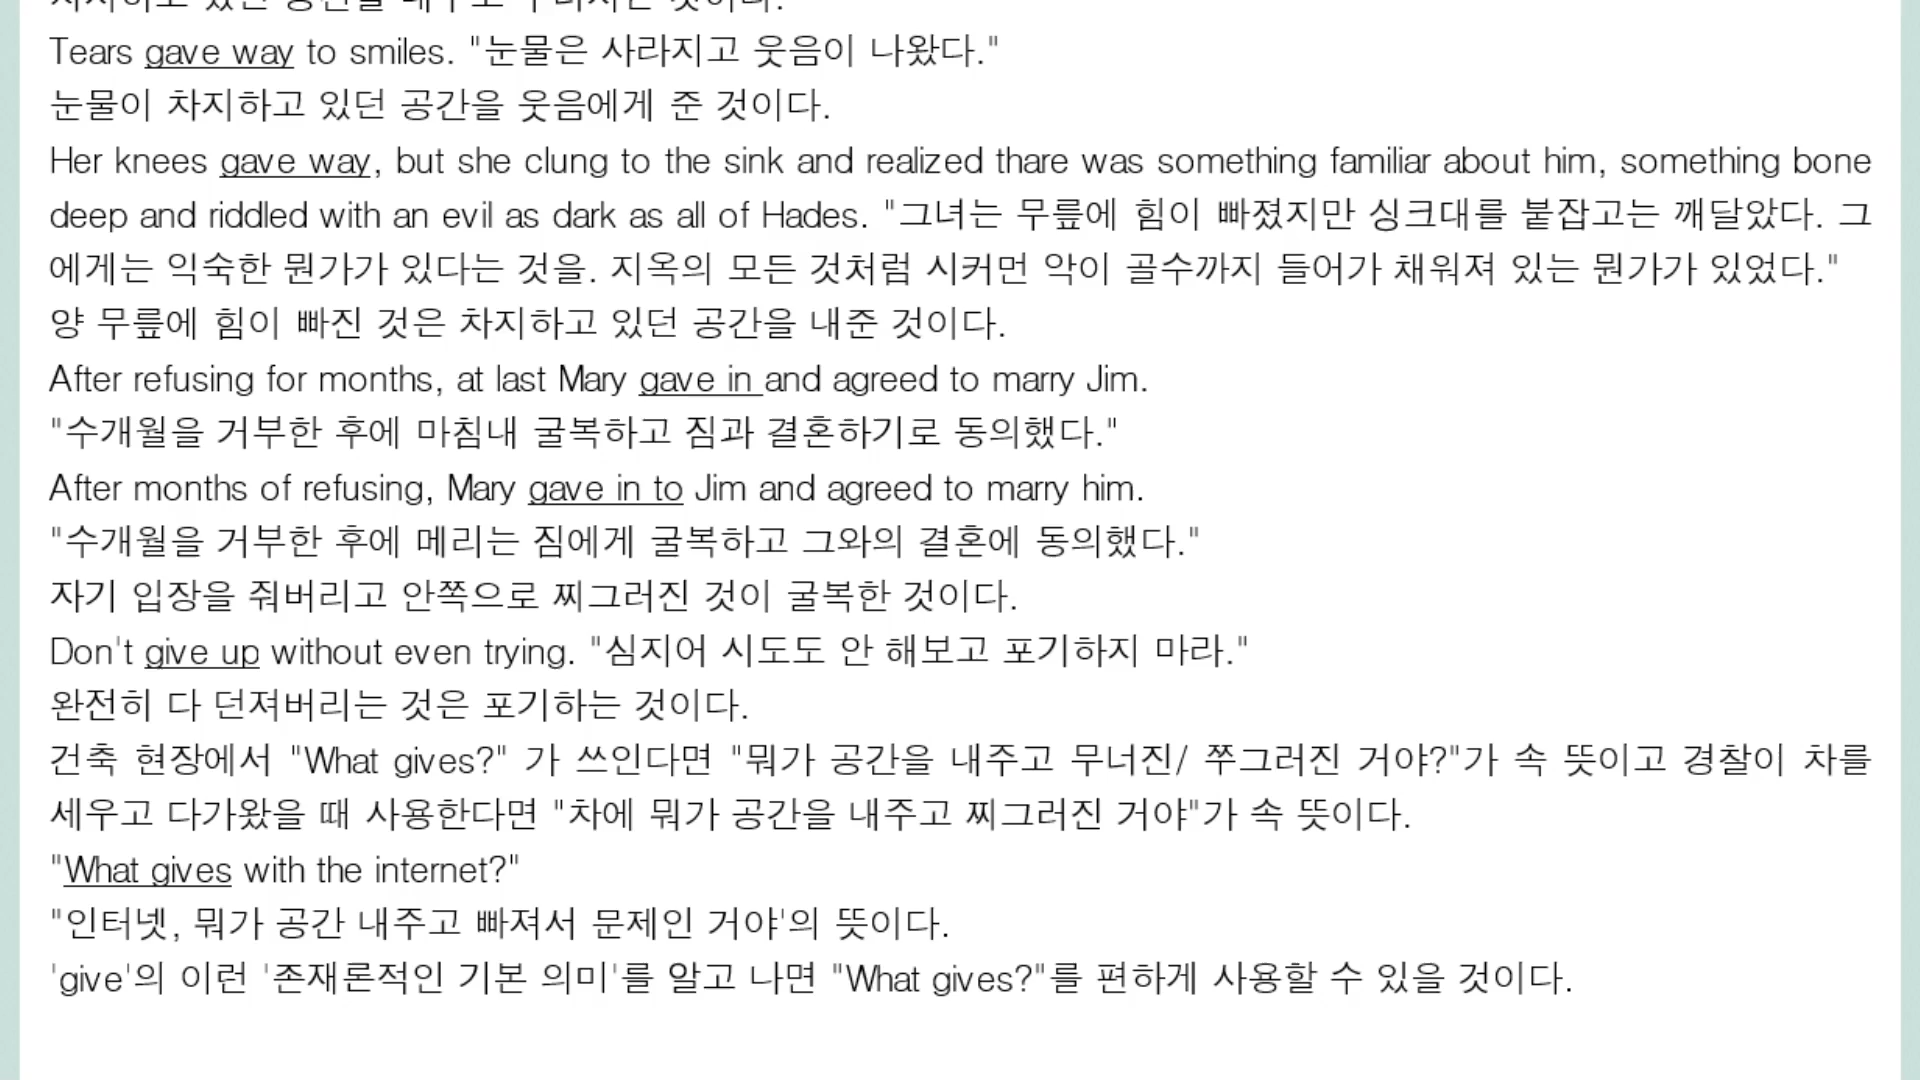 Tears gave way to smiles. "눈물은 사라지고 웃음이 나왔다."
눈물이 차지하고 있던 공간을 웃음에게 준 것이다.
Her knees gave way, but she clung to the sink and realized thare was something familiar about him, something bone
deep and riddled with an evil as dark as all of Hades. "그녀는 무릎에 힘이 빠졌지만 싱크대를 붙잡고는 깨달았다. 그
에게는 익숙한 뭔가가 있다는 것을. 지옥의 모든 것처럼 시커먼 악이 골수까지 들어가 채워져 있는 뭔가가 있었다."
양 무릎에 힘이 빠진 것은 차지하고 있던 공간을 내준 것이다.
After refusing for months, at last Mary gave in and agreed to marry Jim.
"수개월을 거부한 후에 마침내 굴복하고 짐과 결혼하기로 동의했다."
After months of refusing, Mary gave in to Jim and agreed to marry him.
"수개월을 거부한 후에 메리는 짐에게 굴복하고 그와의 결혼에 동의했다."
자기 입장을 줘버리고 안쪽으로 찌그러진 것이 굴복한 것이다.
Don't give up without even trying. "심지어 시도도 안 해보고 포기하지 마라."
완전히 다 던져버리는 것은 포기하는 것이다.
건축 현장에서 "What gives?" 가 쓰인다면 "뭐가 공간을 내주고 무너진/ 쭈그러진 거야?"가 속 뜻이고 경찰이 차를
세우고 다가왔을 때 사용한다면 "차에 뭐가 공간을 내주고 찌그러진 거야"가 속 뜻이다.
"What gives with the internet?"
"인터넷, 뭐가 공간 내주고 빠져서 문제인 거야'의 뜻이다.
'give'의 이런 '존재론적인 기본 의미'를 알고 나면 "What gives?"를 편하게 사용할 수 있을 것이다.